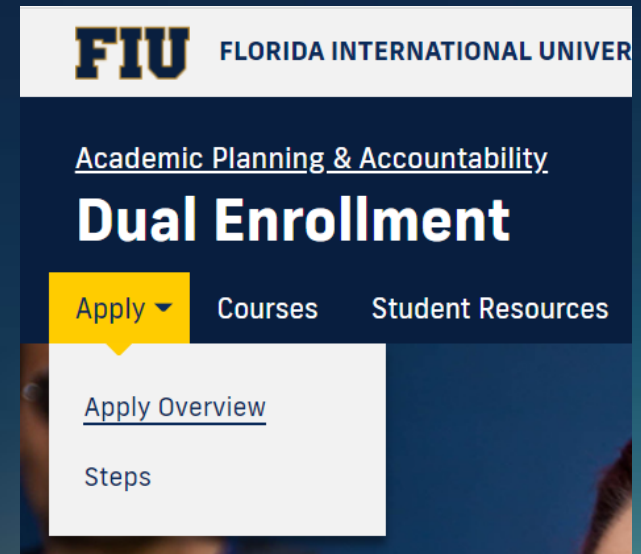 FIU FLORIDA INTERNATIONAL UNIVER
Academic Planning & Accountability
Dual Enrollment
Apply Courses Student Resources
Apply Overview
Steps